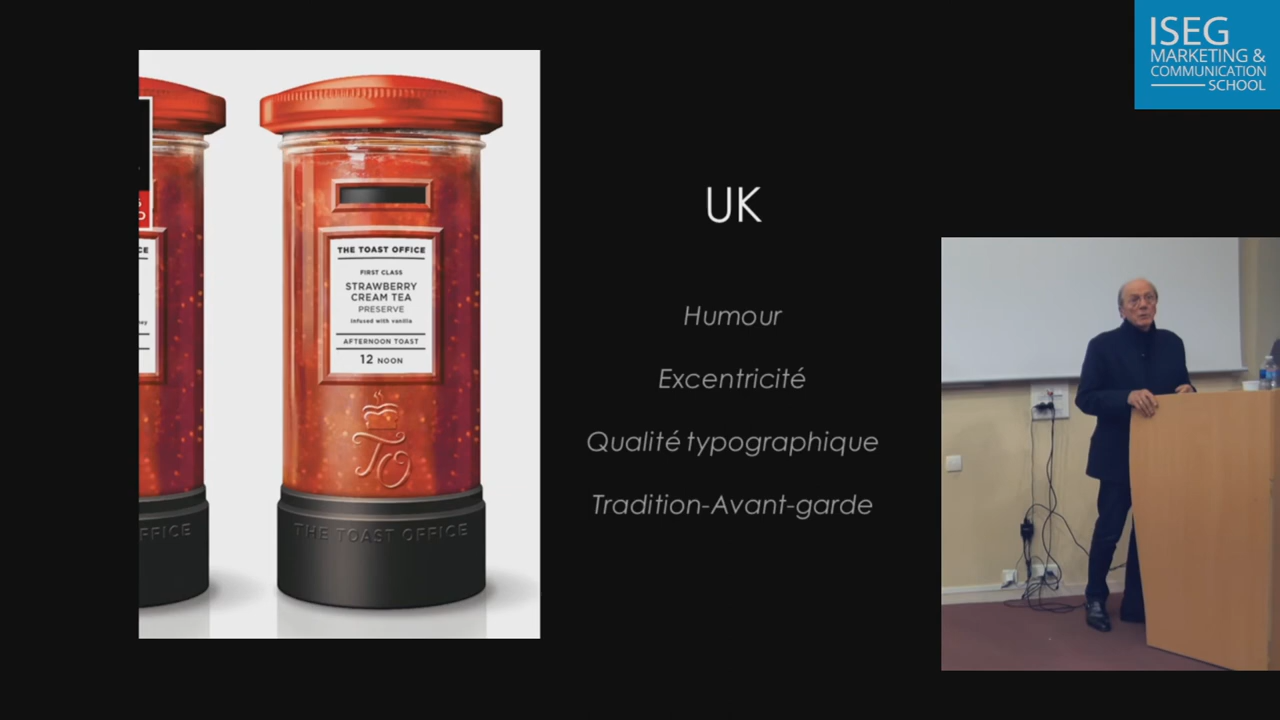 ISEG
MARKETING &
COMMUNICATION
SCHOOL
UK
Humour
Excentricité
Qualité typographique
Tradition-Avant-garde
THE TOAST OFFICE
FIRST CLASS
STRAWBERRY
CREAM TEA
PRESERVE
Infused with vanilla
AFTERNOON TOAST
12 NOON
TO
THE TOAST OFFICE
FFICE